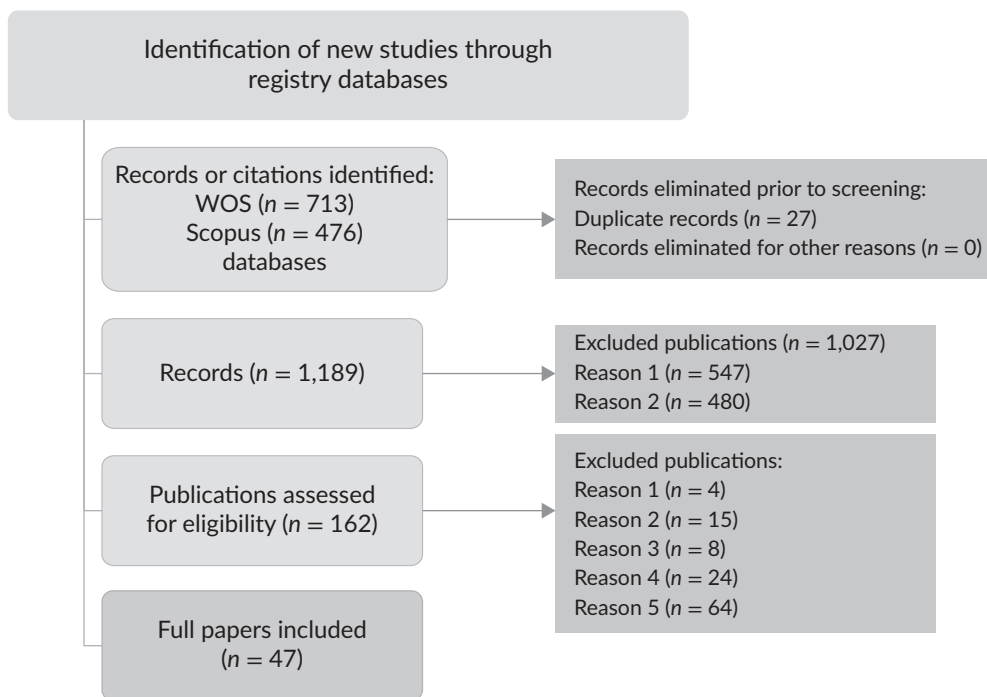 Identification of new studies through
registry databases
Records or citations identified:
WOS (n = 713)
Scopus (n = 476)
databases
Records eliminated prior to screening:
Duplicate records (n = 27)
Records eliminated for other reasons (n = 0)
Records (n = 1,189)
Excluded publications (n = 1,027)
Reason 1 (n = 547)
Reason 2 (n = 480)
Publications assessed
for eligibility (n = 162)
Excluded publications:
Reason 1 (n = 4)
Reason 2 (n = 15)
Reason 3 (n = 8)
Reason 4 (n = 24)
Reason 5 (n = 64)
Full papers included
(n = 47)